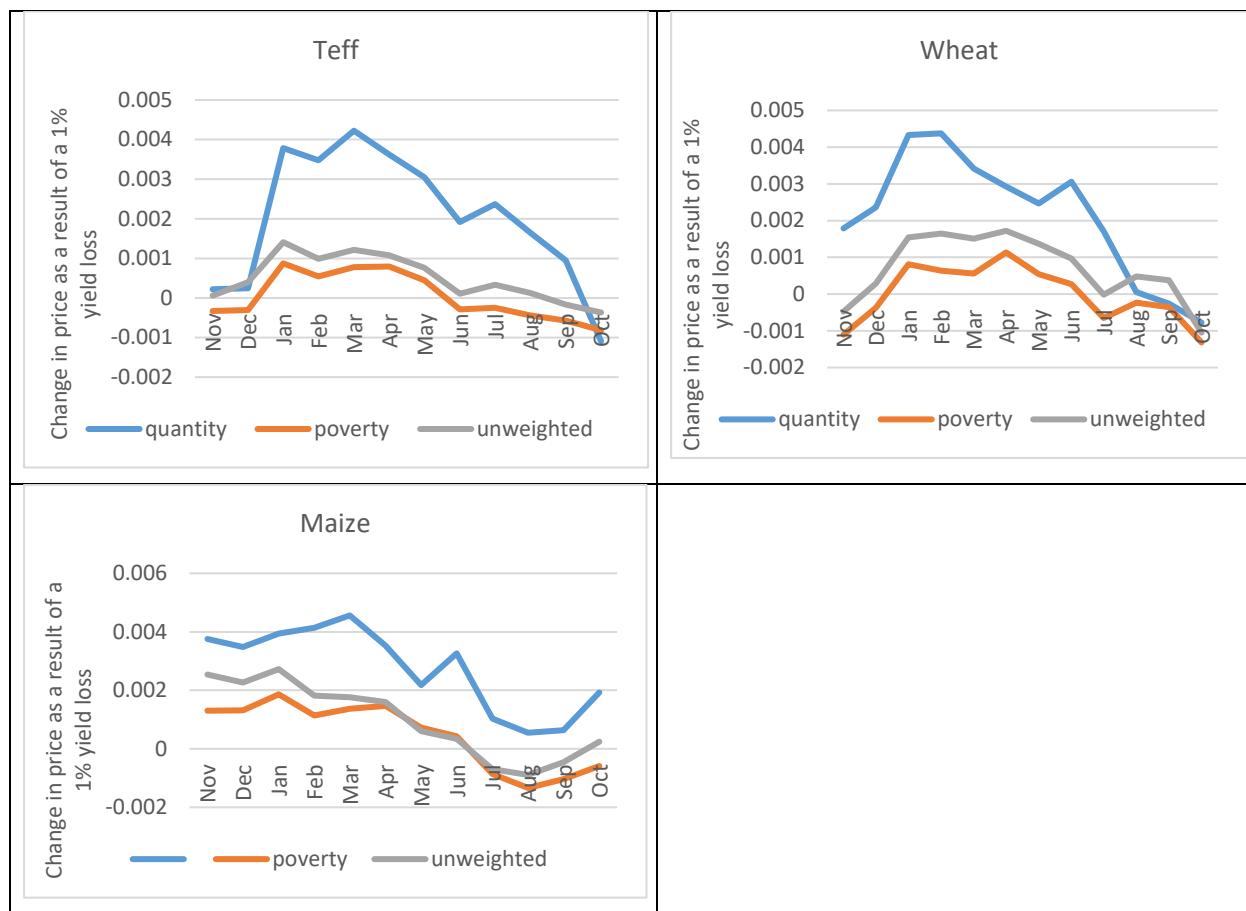 Teff
Change in price as a result of a 1%
yield loss
0.005
0.004
0.003
0.002
0.001
0
-0.001
-0.002
Nov Dec Jan Feb Mar Apr May Jun Jul Aug Sep Oct
quantity poverty unweighted
Wheat
Change in price as a result of a 1%
yield loss
0.005
0.004
0.003
0.002
0.001
0
-0.001
-0.002
Nov Dec Jan Feb Mar Apr May Jun Jul Aug Sep Oct
quantity poverty unweighted
Maize
Change in price as a result of a
1% yield loss
0.006
0.004
0.002
0
-0.002
Nov Dec Jan Feb Mar Apr May Jun Jul Aug Sep Oct
poverty unweighted